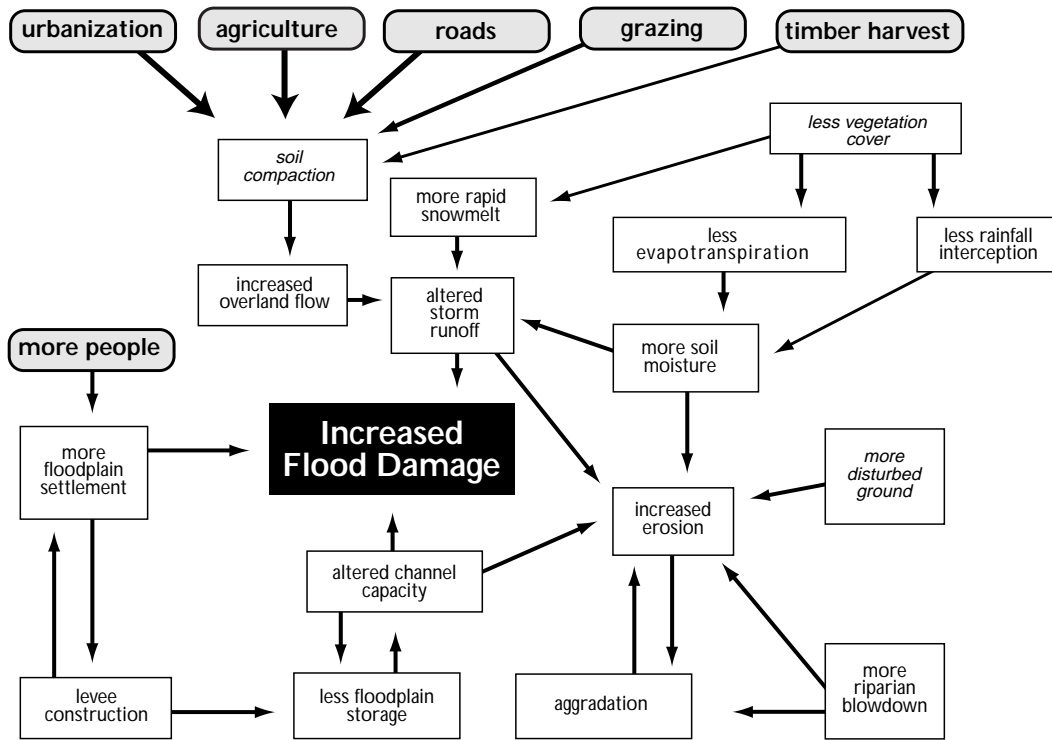 urbanization
agriculture
roads
grazing
timber harvest
less vegetation
cover
soil
compaction
more rapid
snowmelt
less
evapotranspiration
less rainfall
interception
increased
overland flow
altered
storm
runoff
more people
more soil
moisture
Increased
Flood Damage
more
floodplain
settlement
more
disturbed
ground
increased
erosion
altered channel
capacity
levee
construction
less floodplain
storage
aggradation
more
riparian
blowdown